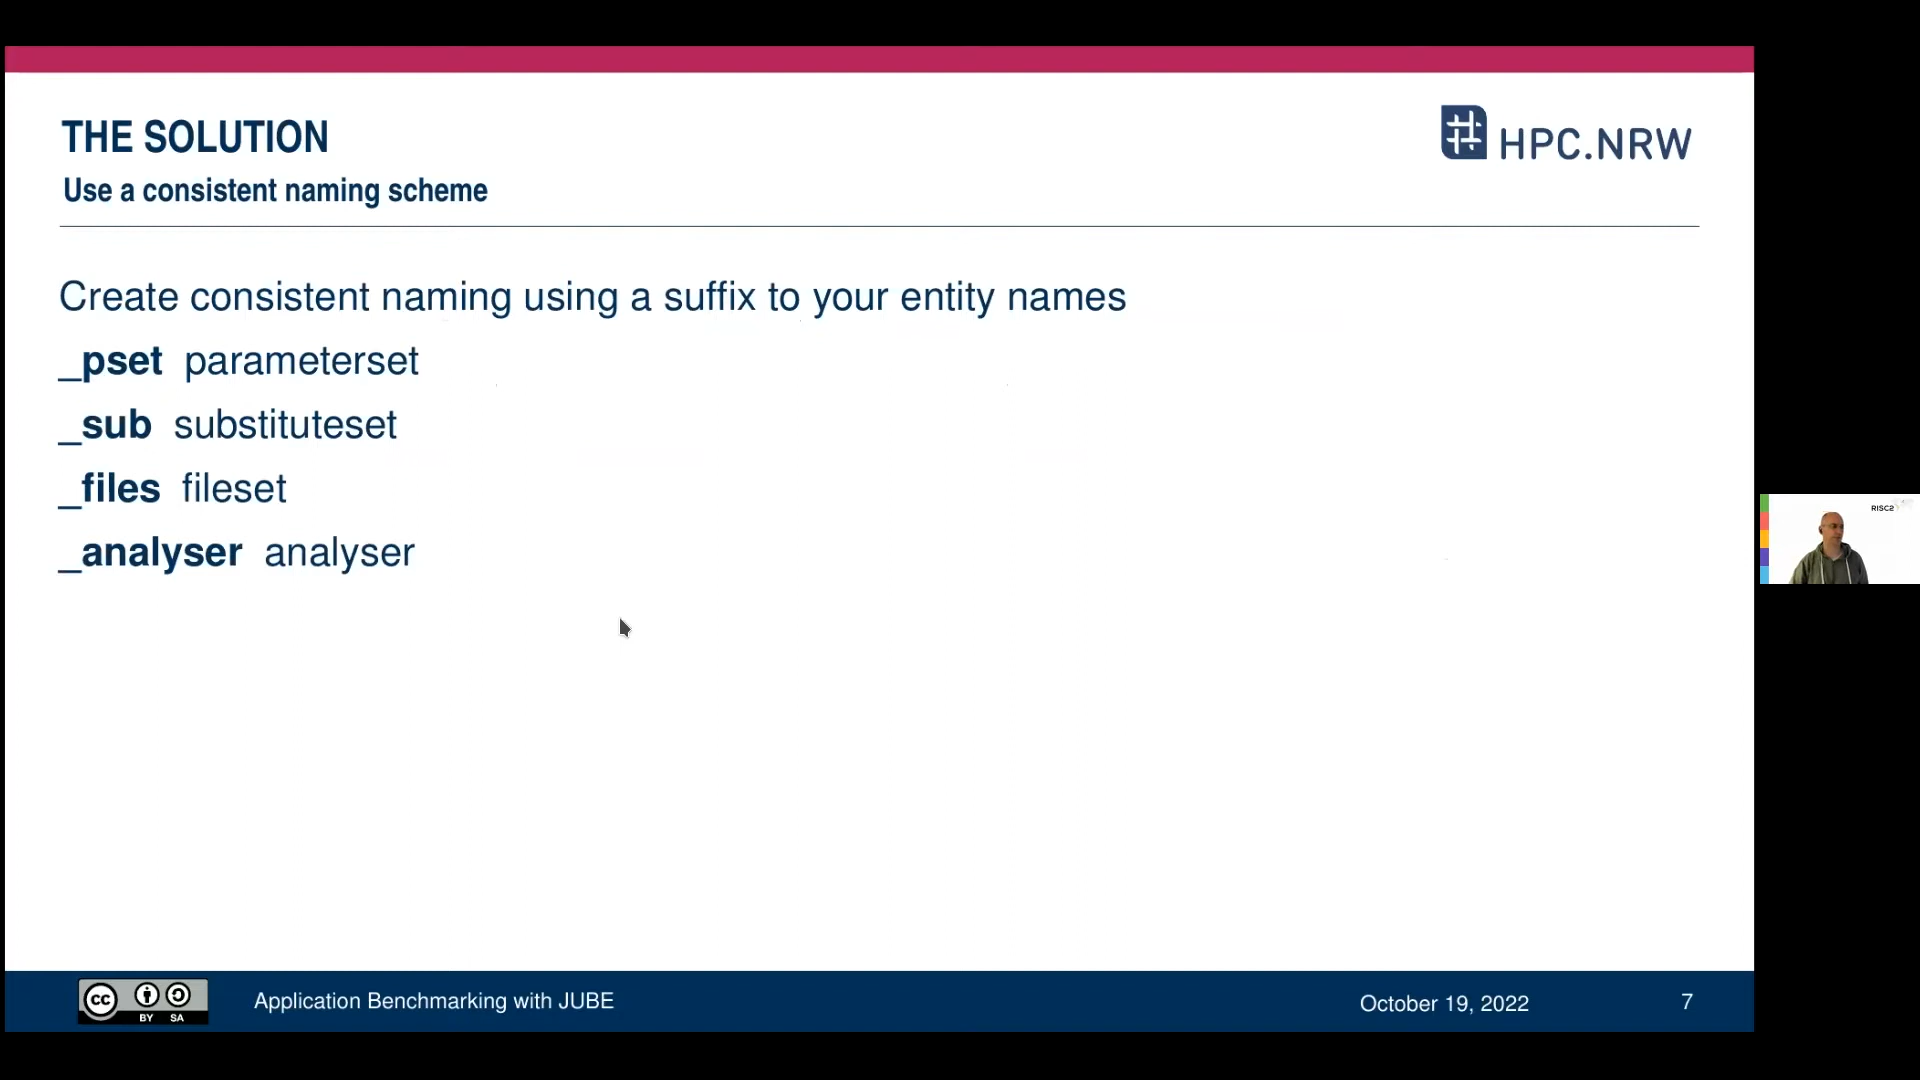 THE SOLUTION
HPC.NRW
Use a consistent naming scheme
Create consistent naming using a suffix to your entity names
_pset parameterset
_sub substituteset
_files fileset
_analyser analyser
RISC2
cc
BY SA
Application Benchmarking with JUBE
October 19, 2022
7